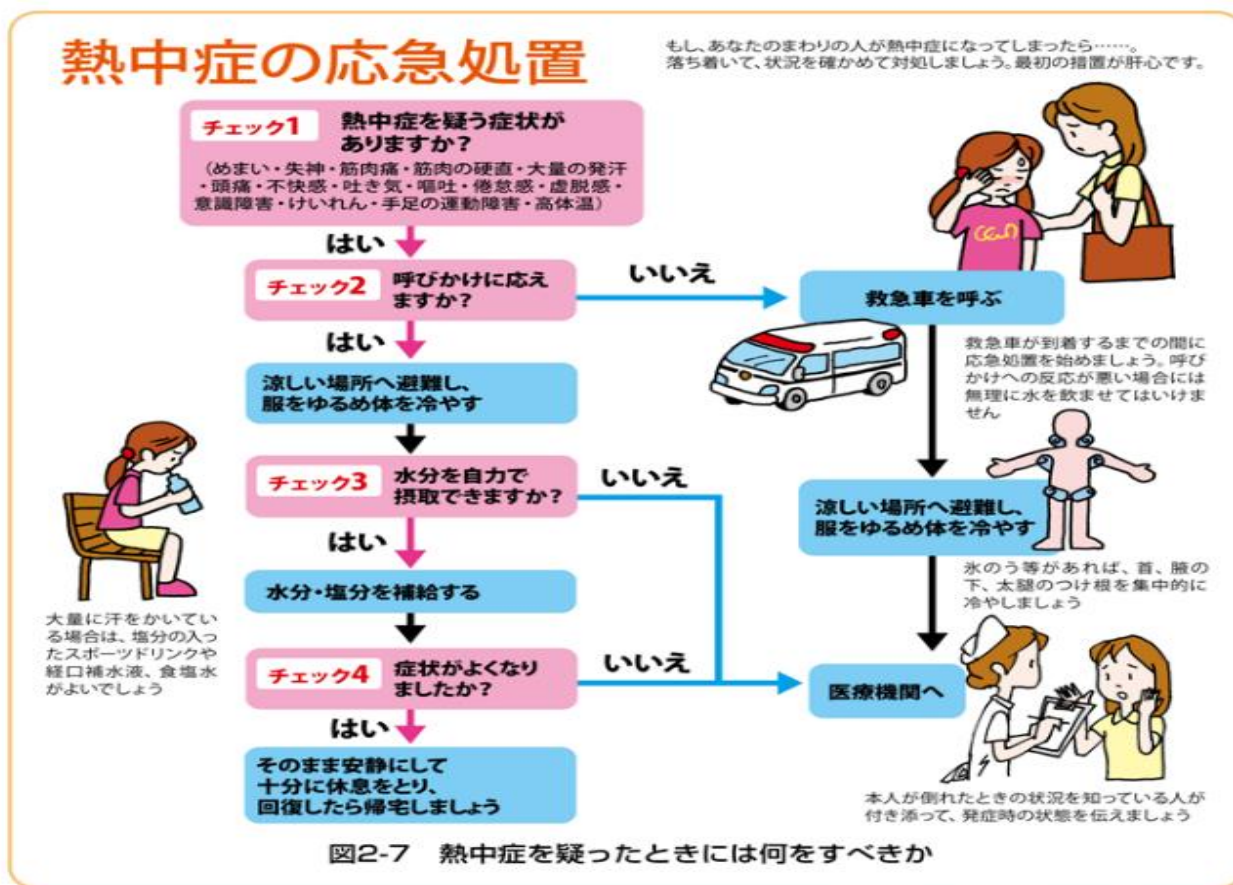 熱中症の応急処置
もし、あなたのまわりの人が熱中症になってしまったら……。
落ち着いて、状況を確かめて対処しましょう。最初の措置が肝心です。
チェック1
熱中症を疑う症状が
ありますか?
（めまい・失神・筋肉痛・筋肉の硬直・大量の発汗
・頭痛・不快感・吐き気・嘔吐・倦怠感・虚脱感・
意識障害・けいれん・手足の運動障害・高体温）
はい
チェック2
呼びかけに応え
ますか?
いいえ
救急車を呼ぶ
はい
救急車が到着するまでの間に
応急処置を始めましょう。呼び
かけへの反応が悪い場合には
無理に水を飲ませてはいけま
せん
涼しい場所へ避難し、
服をゆるめ体を冷やす
チェック3
水分を自力で
摂取できますか?
いいえ
涼しい場所へ避難し、
服をゆるめ体を冷やす
はい
氷のう等があれば、首、腋の
下、太腿のつけ根を集中的に
冷やしましょう
水分・塩分を補給する
大量に汗をかいてい
る場合は、塩分の入っ
たスポーツドリンクや
経口補水液、食塩水
がよいでしょう
チェック4
症状がよくなり
ましたか?
いいえ
医療機関へ
はい
そのまま安静にして
十分に休息をとり、
回復したら帰宅しましょう
本人が倒れたときの状況を知っている人が
付き添って、発症時の状態を伝えましょう
図2-7 熱中症を疑ったときには何をすべきか